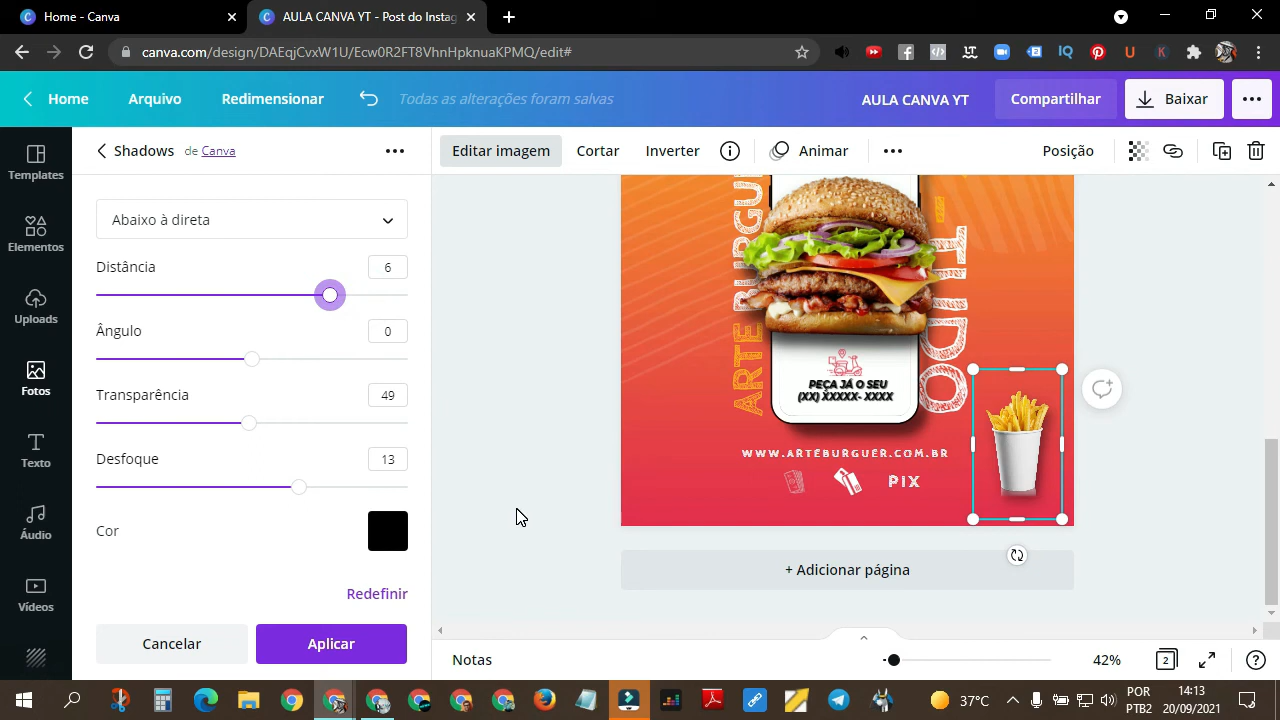 Home - Canva
AULA CANVA YT - Post do Instag
canva.com/design/DAEqjCvxW1U/Ecw0R2FT8VhnHpknuaKPMQ/edit#
Home
Arquivo
Redimensionar
Todas as alterações foram salvas
AULA CANVA YT
Compartilhar
Baixar
Templates
Elementos
Uploads
Fotos
Texto
Áudio
Vídeos
Shadows de Canva
Abaixo à direta
Distância 6
Ângulo 0
Transparência 49
Desfoque 13
Cor
Redefinir
Cancelar
Aplicar
Editar imagem
Cortar
Inverter
Animar
Posição
ARTE BURGU
PEÇA JÁ O SEU
(XX) XXXXX- XXXX
WWW.ARTEBURGUER.COM.BR
PIX
+ Adicionar página
Notas
42%
2
37°C
POR
PTB2
14:13
20/09/2021